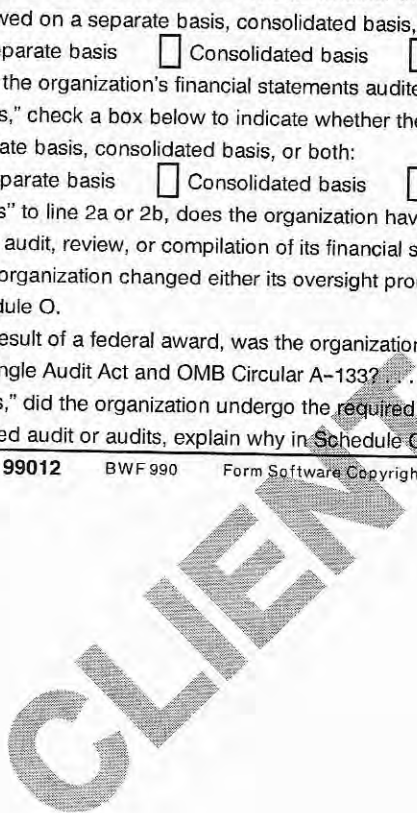 wed on a separate basis, consolidated basis,
parate basis ☐ Consolidated basis
the organization's financial statements audite
s," check a box below to indicate whether the
rate basis, consolidated basis, or both:
parate basis ☐ Consolidated basis
s" to line 2a or 2b, does the organization hav
audit, review, or compilation of its financial s
organization changed either its oversight pro
dule O.
esult of a federal award, was the organization
ngle Audit Act and OMB Circular A-133? . . .
s," did the organization undergo the required
ed audit or audits, explain why in Schedule O
99012 BWF 990 Form Software Copyrigh
CLIENT